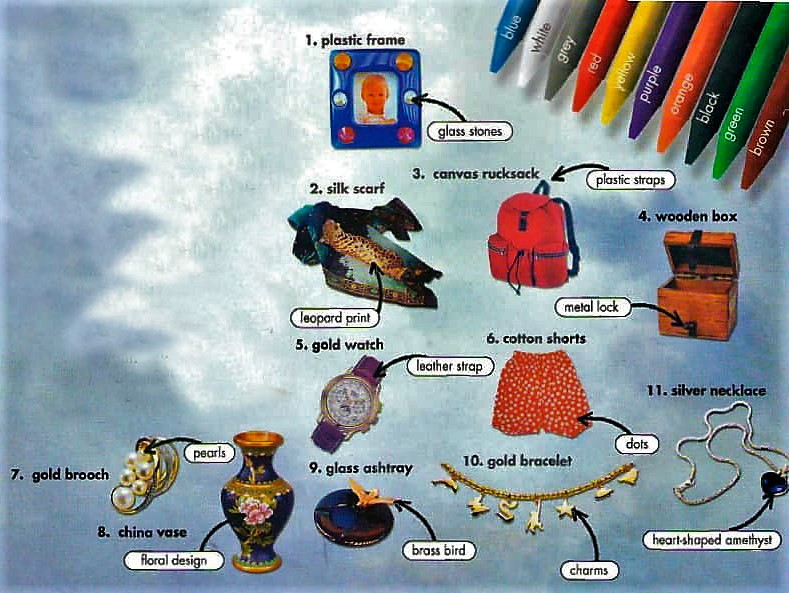 blue
white
grey
red
yellow
purple
orange
black
green
brown
1. plastic frame
glass stones
2. silk scarf
leopard print
3. canvas rucksack
plastic straps
4. wooden box
metal lock
5. gold watch
leather strap
6. cotton shorts
dots
7. gold brooch
pearls
8. china vase
floral design
9. glass ashtray
brass bird
10. gold bracelet
charms
11. silver necklace
heart-shaped amethyst